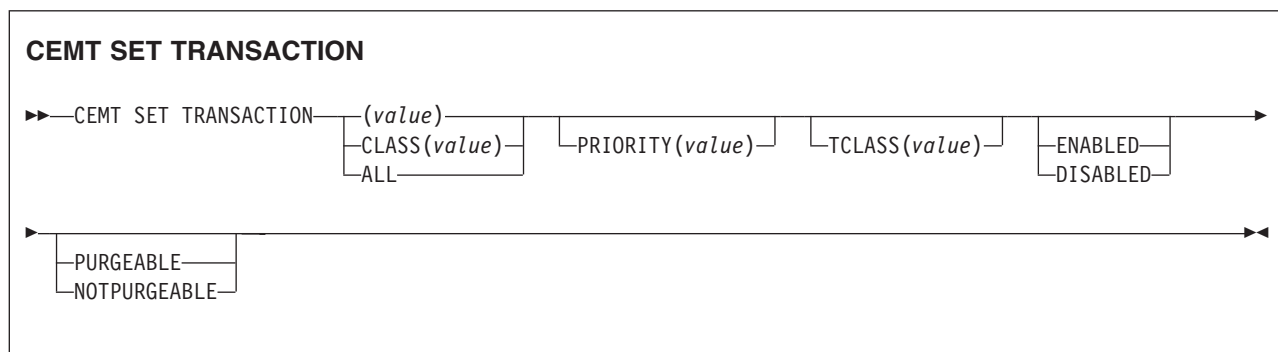 CEMT SET TRANSACTION
CEMT SET TRANSACTION (value) PRIORITY(value) TCLASS(value) ENABLED
CLASS(value) DISABLED
ALL
PURGEABLE
NOTPURGEABLE